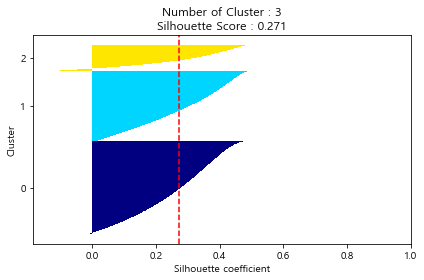 Number of Cluster : 3
Silhouette Score : 0.271
Cluster
2
1
0
0.0
0.2
0.4
0.6
0.8
1.0
Silhouette coefficient